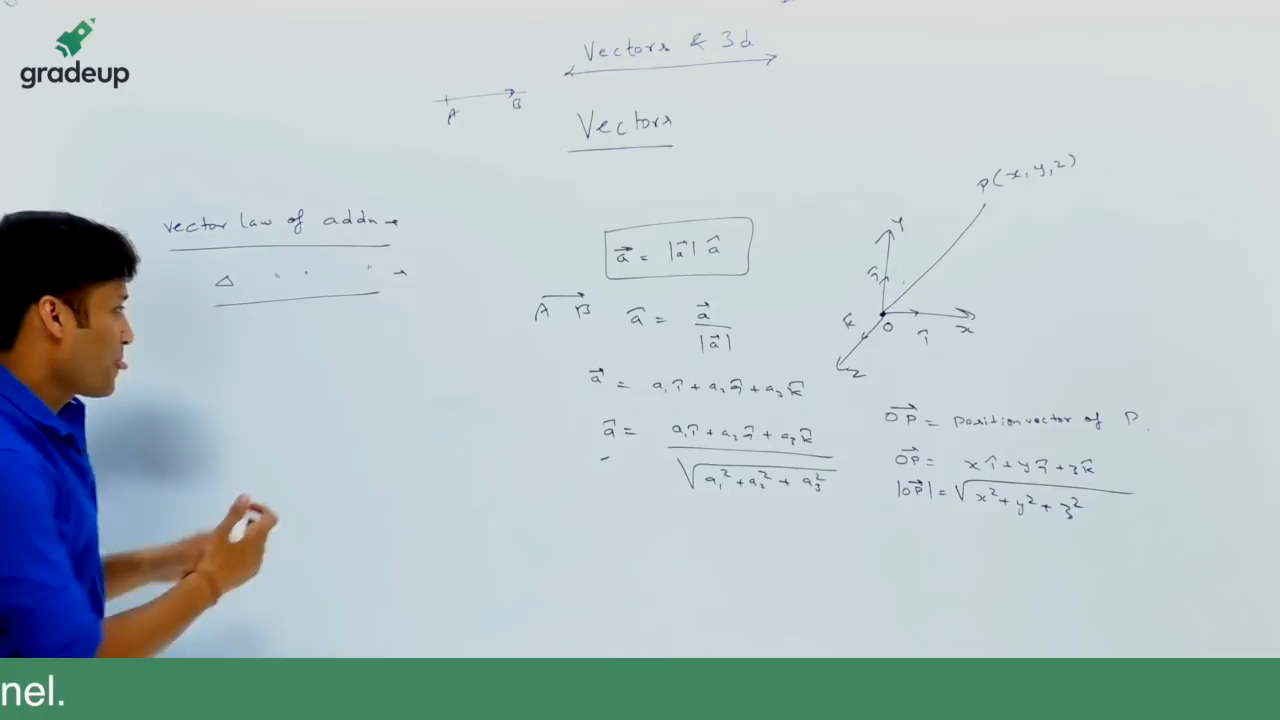 gradeup
Vectors & 3d
A B
Vectors
vector law of addn →
Δ " " " →
P(x, y, z)
a⃗ = |a⃗| â
Y
ĵ
A B
â = a⃗ / |a⃗|
k̂
O
î
x
z
a⃗ = a₁î + a₂ĵ + a₃k̂
OP⃗ = position vector of P.
â = a₁î + a₂ĵ + a₃k̂ / √a₁² + a₂² + a₃²
OP⃗ = xî + yĵ + zk̂
|OP⃗| = √x² + y² + z²
nel.